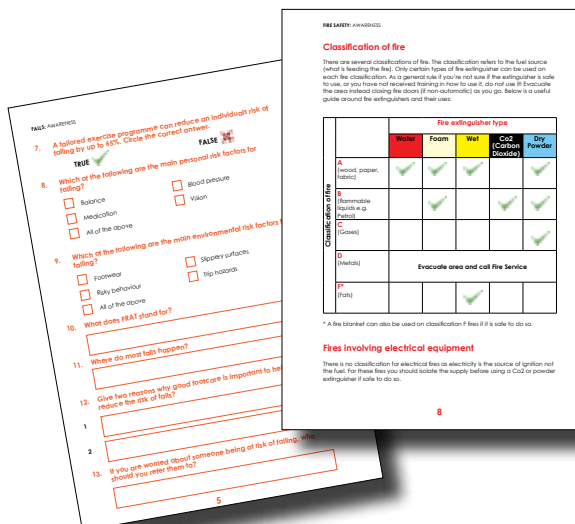 FALLS: AWARENESS
7. A tailored exercise programme can reduce an individuals risk of
falling by up to 65%. Circle the correct answer.
TRUE
FALSE
8. Which of the following are the main personal risk factors for
falling?
Balance
Blood pressure
Medication
Vision
All of the above
9. Which of the following are the main environmental risk factors
falling?
Footwear
Slippery surfaces
Risky behaviour
Trip hazards
All of the above
10. What does FRAT stand for?
11. Where do most falls happen?
12. Give two reasons why good footcare is important to
reduce the risk of falls?
1
2
13. If you are worried about someone being at risk of falling, who
should you refer them to?
5
FIRE SAFETY: AWARENESS
Classification of fire
There are several classifications of fire. The classification refers to the fuel source
(what is feeding the fire). Only certain types of fire extinguisher can be used on
each fire classification. As a general rule if you're not sure if the extinguisher is safe
to use, or you have not received training in how to use it, do not use it! Evacuate
the area instead closing fire doors (if non-automatic) as you go. Below is a useful
guide around fire extinguishers and their uses:
Fire extinguisher type
Water Foam Wet Co2 (Carbon Dioxide) Dry Powder
Classification of fire
A
(wood, paper,
fabric)
B
(flammable
liquids e.g.
Petrol)
C
(Gases)
D
(Metals)
Evacuate area and call Fire Service
F*
(Fats)
* A fire blanket can also be used on classification F fires if it is safe to do so.
Fires involving electrical equipment
There is no classification for electrical fires as electricity is the source of ignition not
the fuel. For these fires you should isolate the supply before using a Co2 or powder
extinguisher if safe to do so.
8